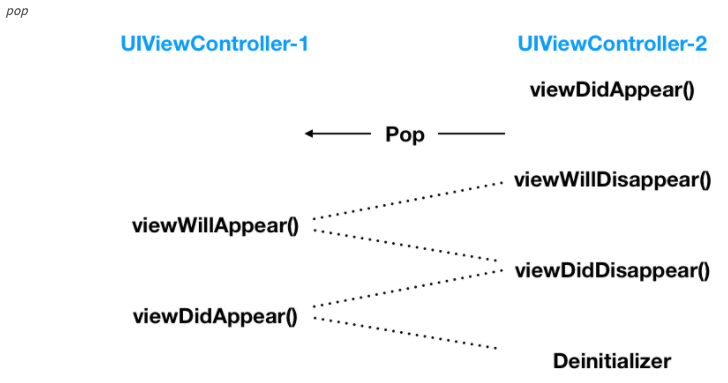 pop
UIViewController-1 UIViewController-2
viewDidAppear()
Pop
viewWillDisappear()
viewWillAppear()
viewDidDisappear()
viewDidAppear()
Deinitializer